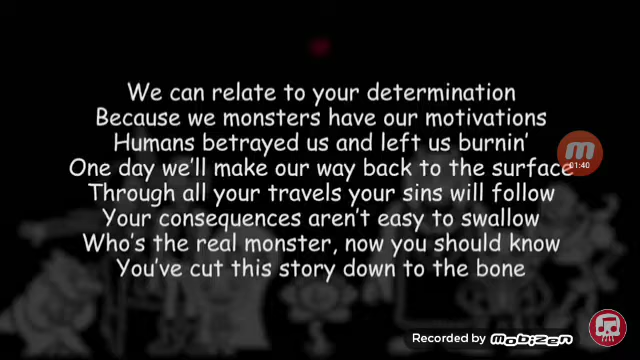 We can relate to your determination
Because we monsters have our motivations
Humans betrayed us and left us burnin'
One day we'll make our way back to the surface
01:40
Through all your travels your sins will follow
Your consequences aren't easy to swallow
Who's the real monster, now you should know
You've cut this story down to the bone
Recorded by mobizen